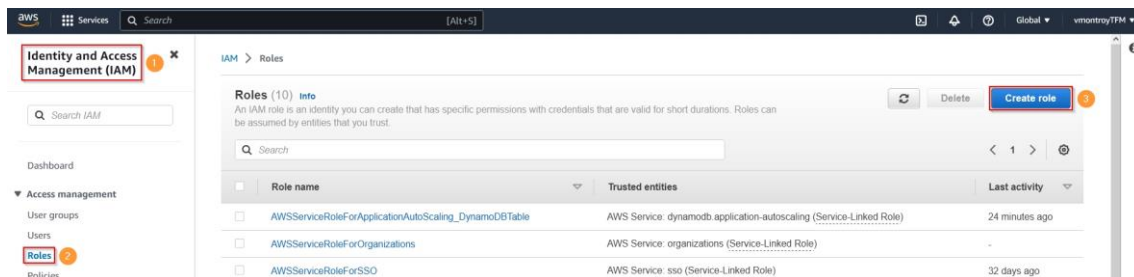 aws Services Search [Alt+S] Global vmontroyTFM
Identity and Access
Management (IAM)
1
IAM > Roles
Search IAM
Dashboard
Access management
User groups
Users
Roles 2
Policies
Roles (10) Info
An IAM role is an identity you can create that has specific permissions with credentials that are valid for short durations. Roles can
be assumed by entities that you trust.
Delete Create role 3
Search
1
Role name Trusted entities Last activity
AWSServiceRoleForApplicationAutoScaling_DynamoDBTable AWS Service: dynamodb.application-autoscaling (Service-Linked Role) 24 minutes ago
AWSServiceRoleForOrganizations AWS Service: organizations (Service-Linked Role) -
AWSServiceRoleForSSO AWS Service: sso (Service-Linked Role) 32 days ago